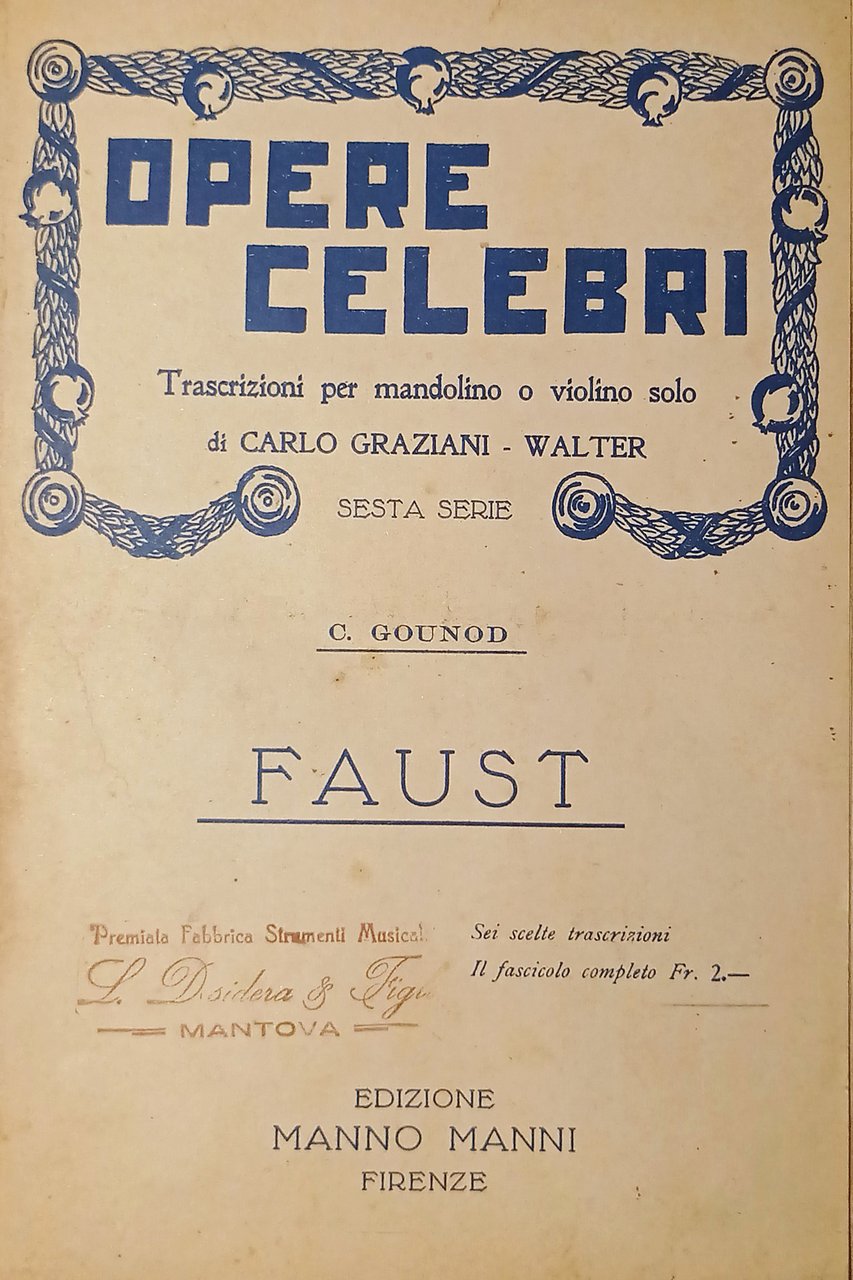 OPERE
CELEBRI
Trascrizioni per mandolino o violino solo
di CARLO GRAZIANI - WALTER
SESTA SERIE
C. GOUNOD
FAUST
Premiata Fabbrica Strumenti Musicali
L. Desidera & Figli
MANTOVA
Sei scelte trascrizioni
Il fascicolo completo Fr. 2.—
EDIZIONE
MANNO MANNI
FIRENZE